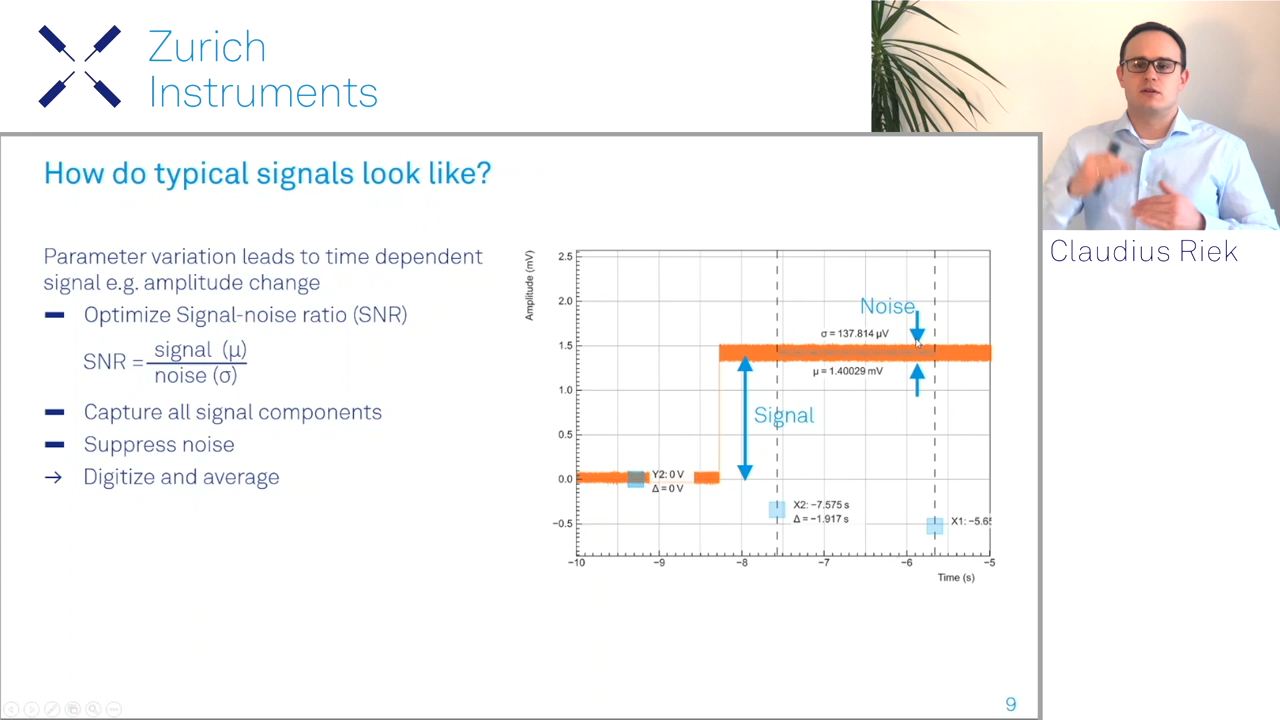 Zurich
Instruments
Claudius Riek
How do typical signals look like?
Parameter variation leads to time dependent
signal e.g. amplitude change
Optimize Signal-noise ratio (SNR)
SNR = signal (μ)
noise (σ)
Capture all signal components
Suppress noise
→ Digitize and average
Amplitude (mV)
2.5
2.0
1.5
1.0
0.5
0.0
−0.5
Noise
σ = 137.814 μV
μ = 1.40029 mV
Signal
Y2: 0 V
Δ = 0 V
X2: −7.575 s
Δ = −1.917 s
X1: −5.65
−10 −9 −8 −7 −6 −5
Time (s)
9